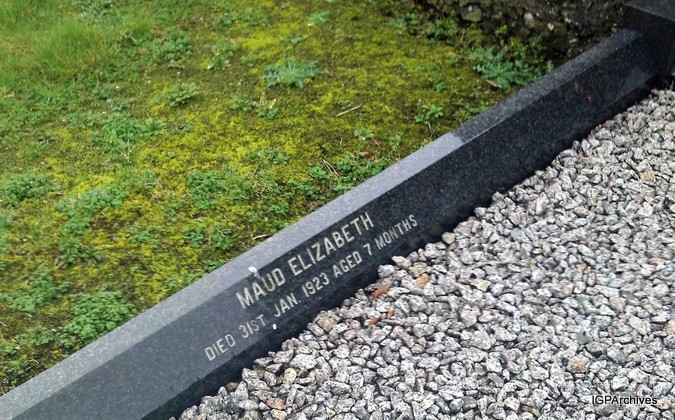 MAUD ELIZABETH
DIED 31ST. JAN. 1923 AGED 7 MONTHS
IGPArchives